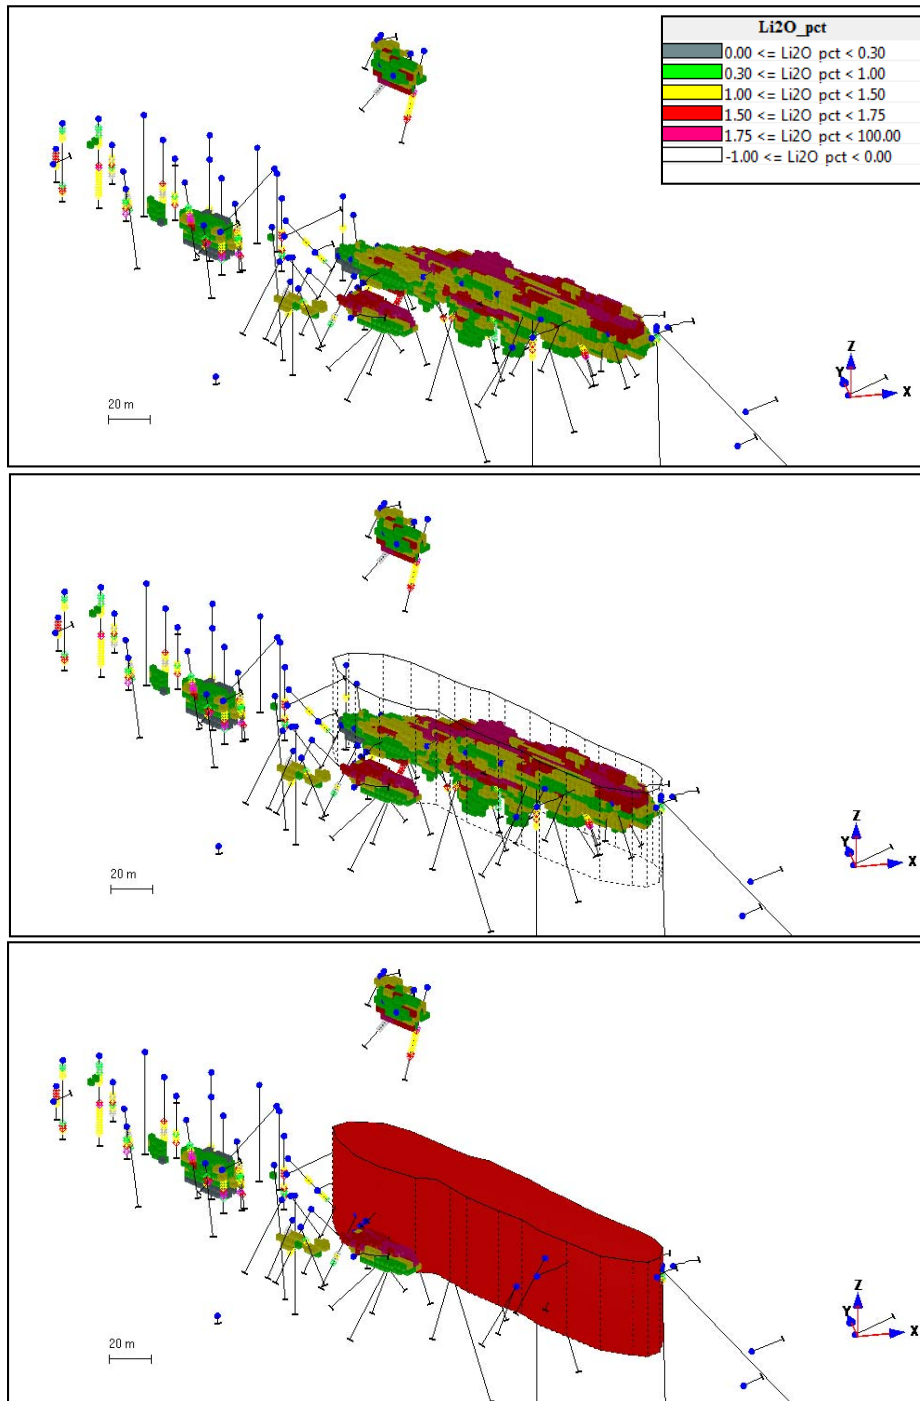 Li2O_pct
0.00 <= Li2O pct < 0.30
0.30 <= Li2O pct < 1.00
1.00 <= Li2O pct < 1.50
1.50 <= Li2O pct < 1.75
1.75 <= Li2O pct < 100.00
-1.00 <= Li2O pct < 0.00
Z
Y
X
20 m
Z
Y
X
20 m
Z
Y
X
20 m